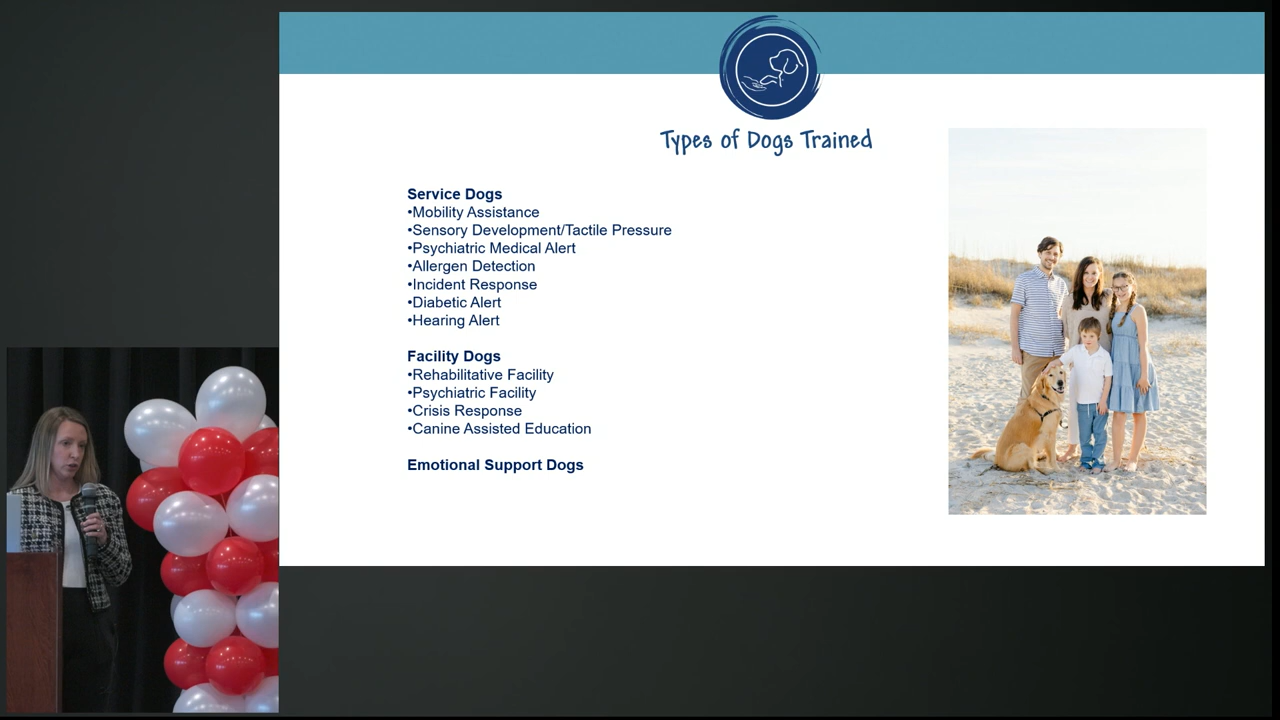 Types of Dogs Trained
Service Dogs
•Mobility Assistance
•Sensory Development/Tactile Pressure
•Psychiatric Medical Alert
•Allergen Detection
•Incident Response
•Diabetic Alert
•Hearing Alert
Facility Dogs
•Rehabilitative Facility
•Psychiatric Facility
•Crisis Response
•Canine Assisted Education
Emotional Support Dogs